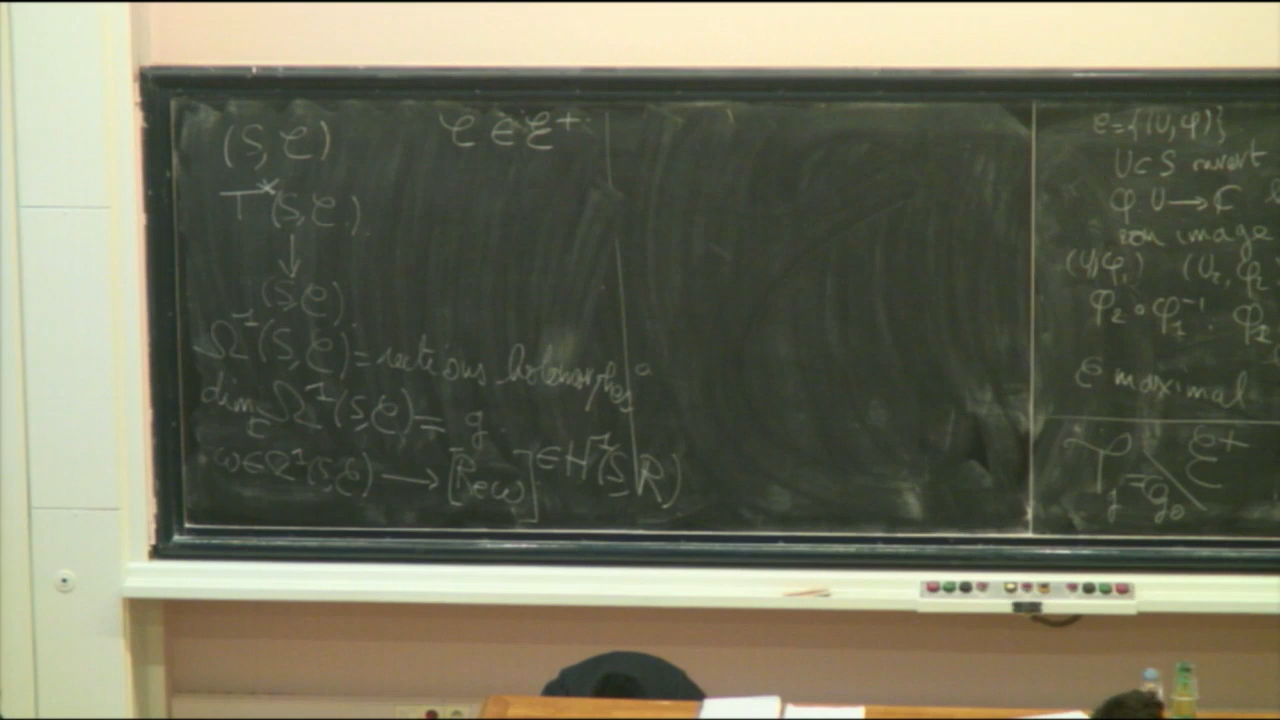 (S, 𝒞)
𝒞 ∈ ℰ⁺
T*(S, 𝒞)
↓
(S, 𝒞)
Ω¹(S, 𝒞) = sections holomorphes
dim_C Ω¹(S, 𝒞) = g
ω ∈ Ω¹(S, 𝒞) ⟶ [Re ω] ∈ H¹(S, R)
𝒞 = {(U, φ)}
U ⊂ S ouvert
φ U ⟶ C
son image
(U₁, φ₁) (U₂, φ₂
φ₂ ∘ φ₁⁻¹ : φ₂
𝒞 maximal
T_g = 𝒢₀ \ ℰ⁺